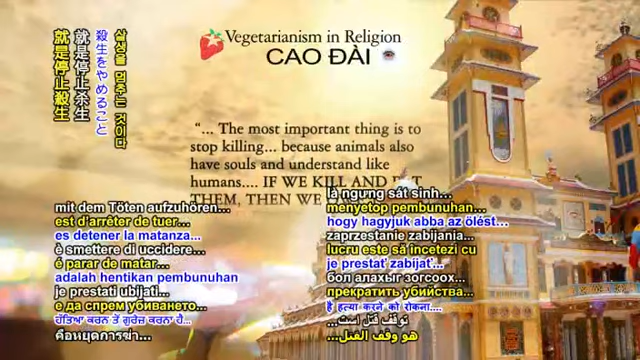 Vegetarianism in Religion
CAO ĐÀI
"... The most important thing is to
stop killing... because animals also
have souls and understand like
humans.... IF WE KILL AND
THEM, THEN WE
살생을 멈추는 것이다
殺生をやめること
就是停止杀生
就是停止殺生
mit dem Töten aufzuhören...
est d'arrêter de tuer...
es detener la matanza...
è smettere di uccidere...
é parar de matar...
adalah hentikan pembunuhan
je prestati ubijati...
е да спрем убиването...
ਹੱਤਿਆ ਕਰਨ ਤੋਂ ਗੁਰੇਜ਼ ਕਰਨਾ ਹੈ...
คือหยุดการฆ่า...
là ngưng sát sinh...
menyetop pembunuhan...
hogy hagyjuk abba az ölést...
zaprzestanie zabijania...
lucru este să încetezi cu
je prestať zabíjať...
бол алахыг зогсоох...
прекратить убийства...
है हत्या करने को रोकना....
توقف قتل است...
هو وقف القتل...